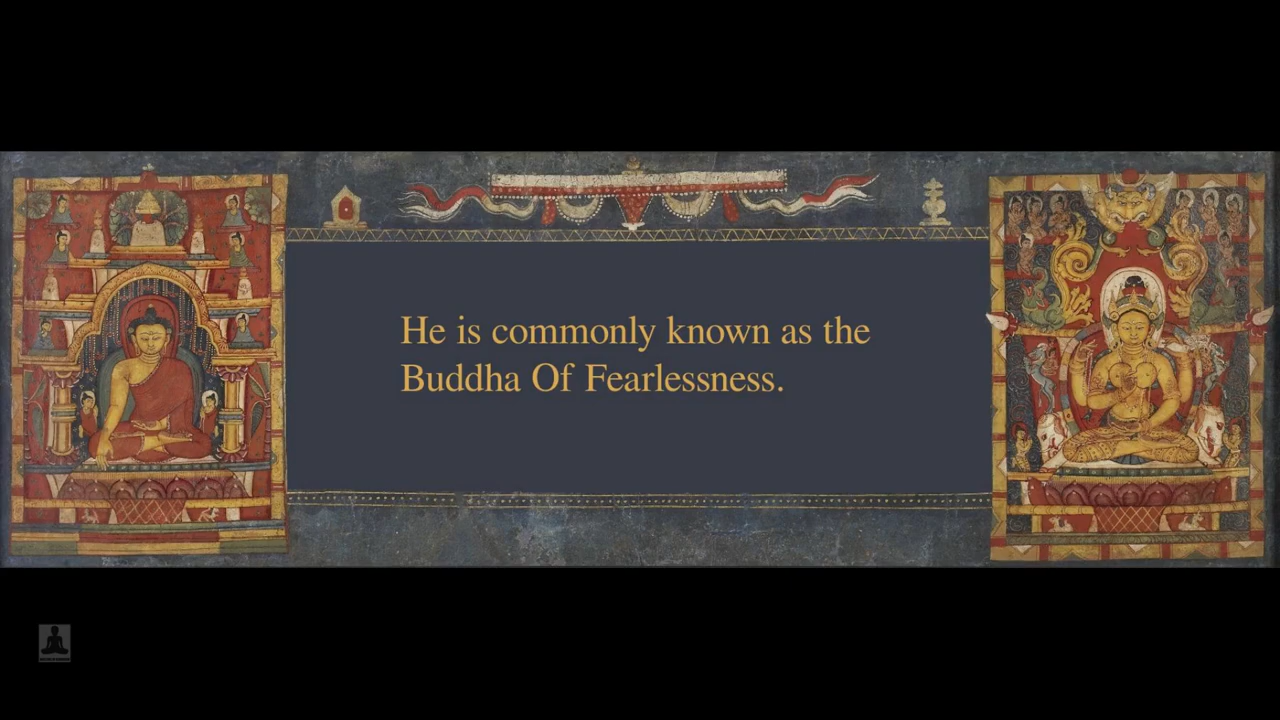 He is commonly known as the
Buddha Of Fearlessness.